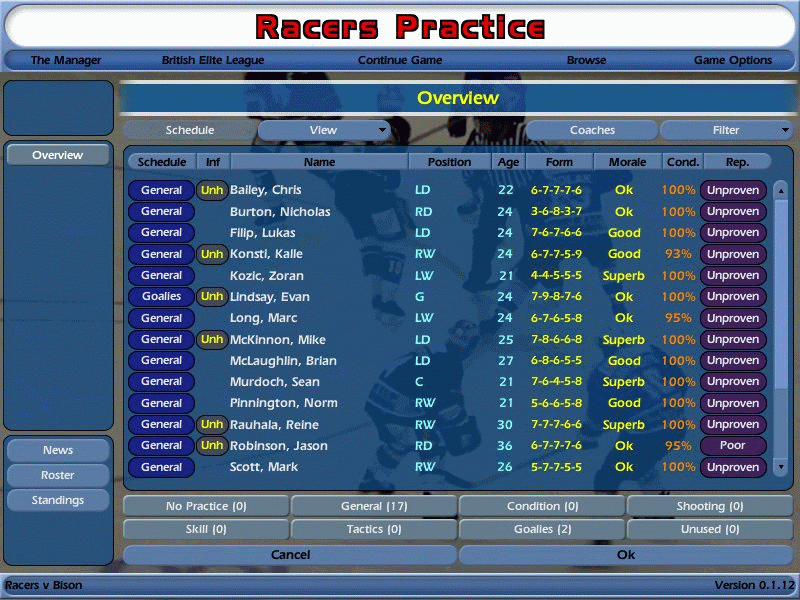 Racers Practice
The Manager British Elite League Continue Game Browse Game Options
Overview
Schedule View Coaches Filter
Overview
Schedule Inf Name Position Age Form Morale Cond. Rep.
General Unh Bailey, Chris LD 22 6-7-7-7-6 Ok 100% Unproven
General Burton, Nicholas RD 24 3-6-8-3-7 Ok 100% Unproven
General Filip, Lukas LD 24 7-6-7-6-6 Good 100% Unproven
General Unh Konsti, Kalle RW 24 6-7-7-5-9 Good 93% Unproven
General Kozic, Zoran LW 21 4-4-5-5-5 Superb 100% Unproven
Goalies Unh Lindsay, Evan G 24 7-9-8-7-6 Ok 100% Unproven
General Long, Marc LW 24 6-7-6-5-8 Ok 95% Unproven
General Unh McKinnon, Mike LD 25 7-8-6-6-8 Superb 100% Unproven
General McLaughlin, Brian LD 27 6-8-6-5-5 Good 100% Unproven
General Murdoch, Sean C 21 7-6-4-5-8 Superb 100% Unproven
General Pinnington, Norm RW 21 5-6-6-5-8 Good 100% Unproven
General Unh Rauhala, Reine RW 30 7-7-7-6-6 Superb 100% Unproven
General Unh Robinson, Jason RD 36 6-7-7-7-6 Ok 95% Poor
General Scott, Mark RW 26 5-7-7-5-5 Ok 100% Unproven
News
Roster
Standings
No Practice (0) General (17) Condition (0) Shooting (0)
Skill (0) Tactics (0) Goalies (2) Unused (0)
Cancel Ok
Racers v Bison Version 0.1.12